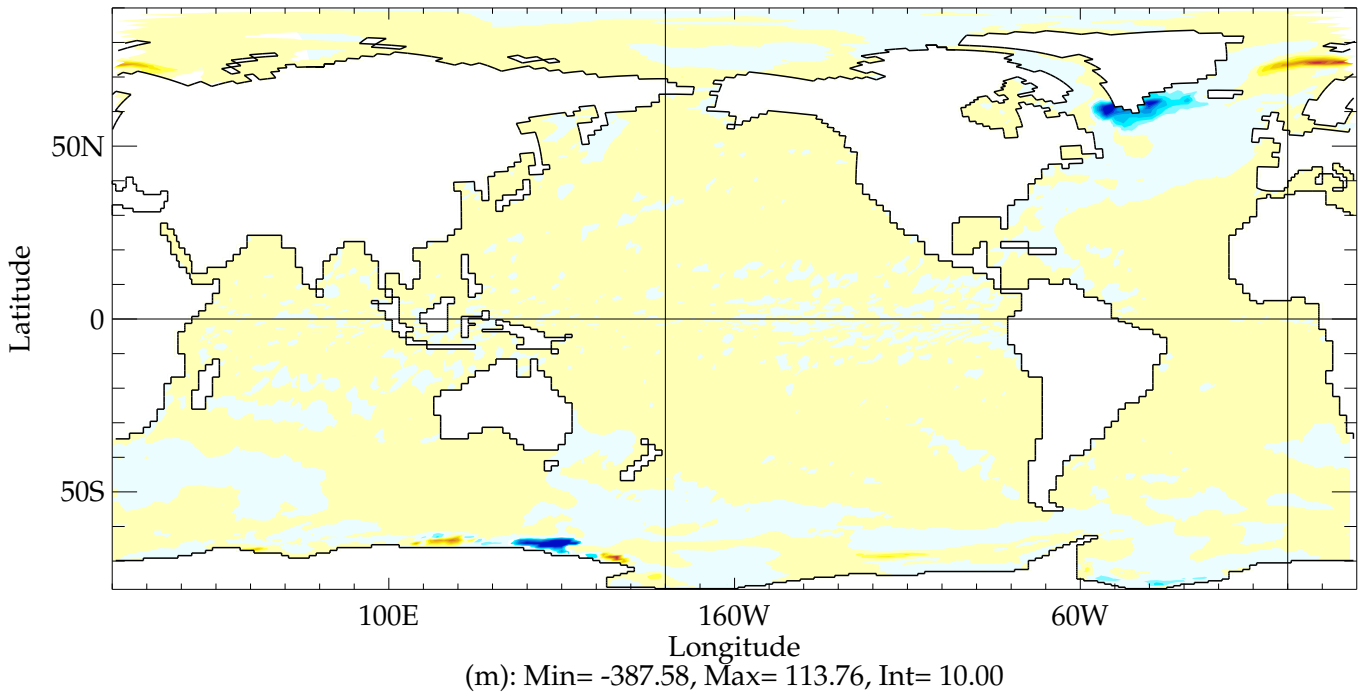 50N
0
50S
Latitude
100E
160W
60W
Longitude
(m): Min= -387.58, Max= 113.76, Int= 10.00